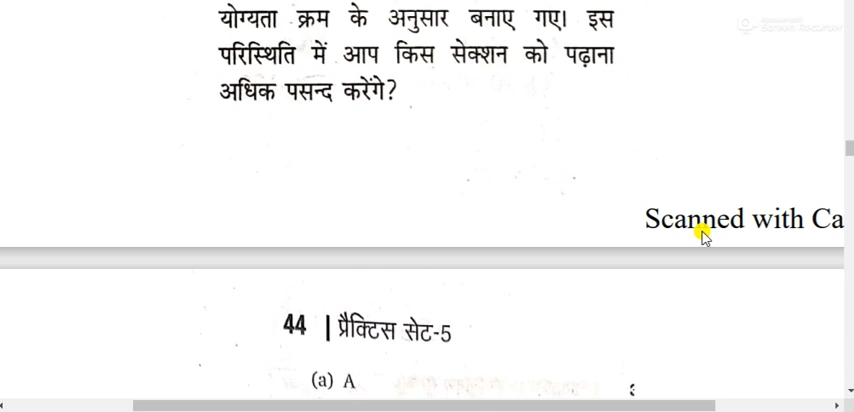 योग्यता क्रम के अनुसार बनाए गए। इस
परिस्थिति में आप किस सेक्शन को पढ़ाना
अधिक पसन्द करेंगे?
Scanned with Ca
44 | प्रैक्टिस सेट-5
(a) A